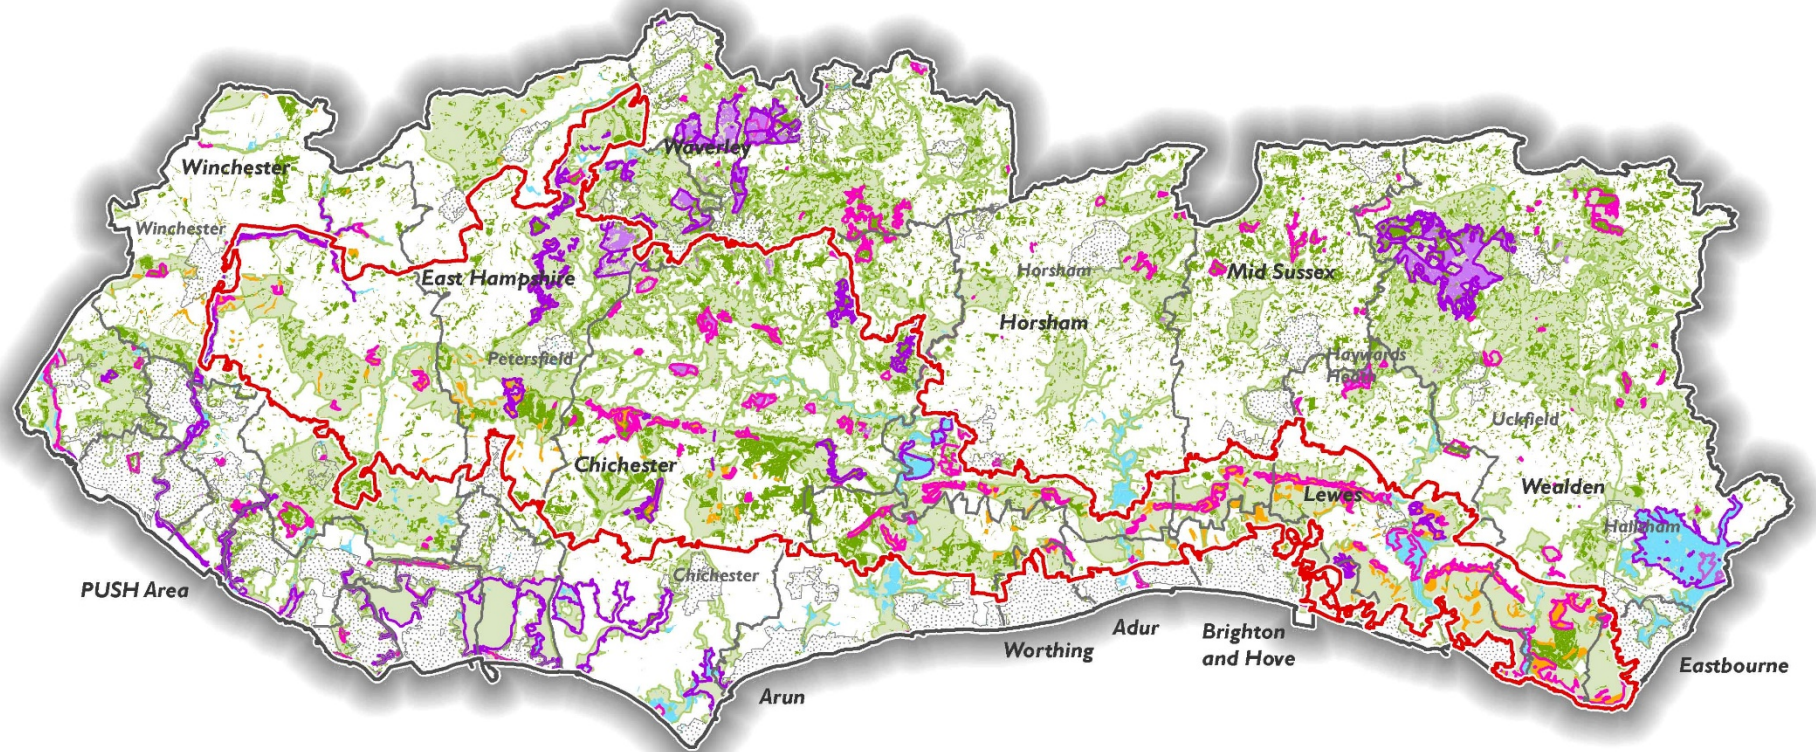 Winchester
Waverley
Winchester
East Hampshire
Horsham
Mid Sussex
Horsham
Petersfield
Haywards
Heath
Uckfield
Chichester
Lewes
Wealden
Hailsham
Chichester
PUSH Area
Worthing
Adur
Brighton
and Hove
Eastbourne
Arun